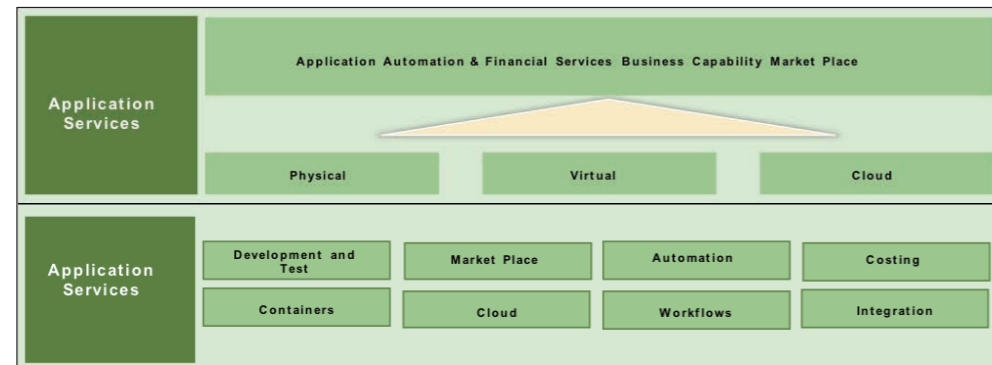 Application Automation & Financial Services Business Capability Market Place
Application
Services
Physical
Virtual
Cloud
Application
Services
Development and
Test
Market Place
Automation
Costing
Containers
Cloud
Workflows
Integration